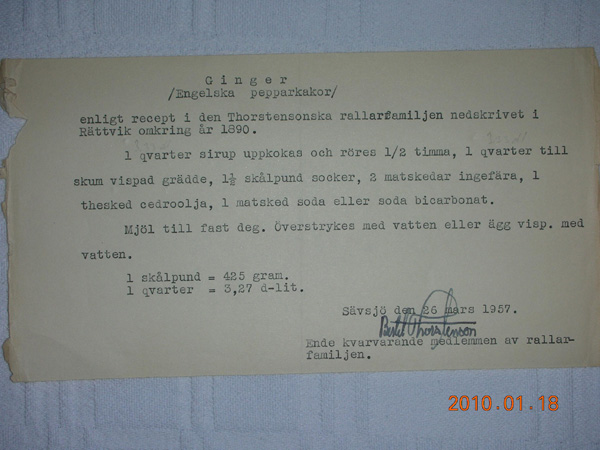 Ginger
/Engelska pepparkakor/
enligt recept i den Thorstensonska rallarfamiljen nedskrivet i
Rättvik omkring år 1890.
1 qvarter sirup uppkokas och röres 1/2 timma, 1 qvarter till
skum vispad grädde, 1½ skålpund socker, 2 matskedar ingefära, 1
thesked cedroolja, 1 matsked soda eller soda bicarbonat.
Mjöl till fast deg. Överstrykes med vatten eller ägg visp. med
vatten.
1 skålpund = 425 gram.
1 qvarter = 3,27 d-lit.
Sävsjö den 26 mars 1957.
Bertil Thorstenson
Ende kvarvarande medlemmen av rallar-
familjen.
2010.01.18